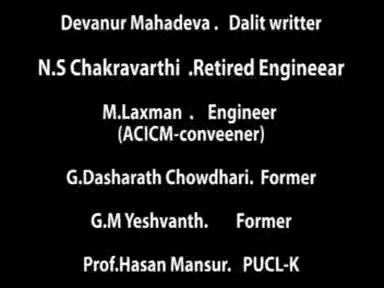 Devanur Mahadeva . Dalit writter
N.S Chakravarthi .Retired Engineear
M.Laxman . Engineer
(ACICM-conveener)
G.Dasharath Chowdhari. Former
G.M Yeshvanth. Former
Prof.Hasan Mansur. PUCL-K